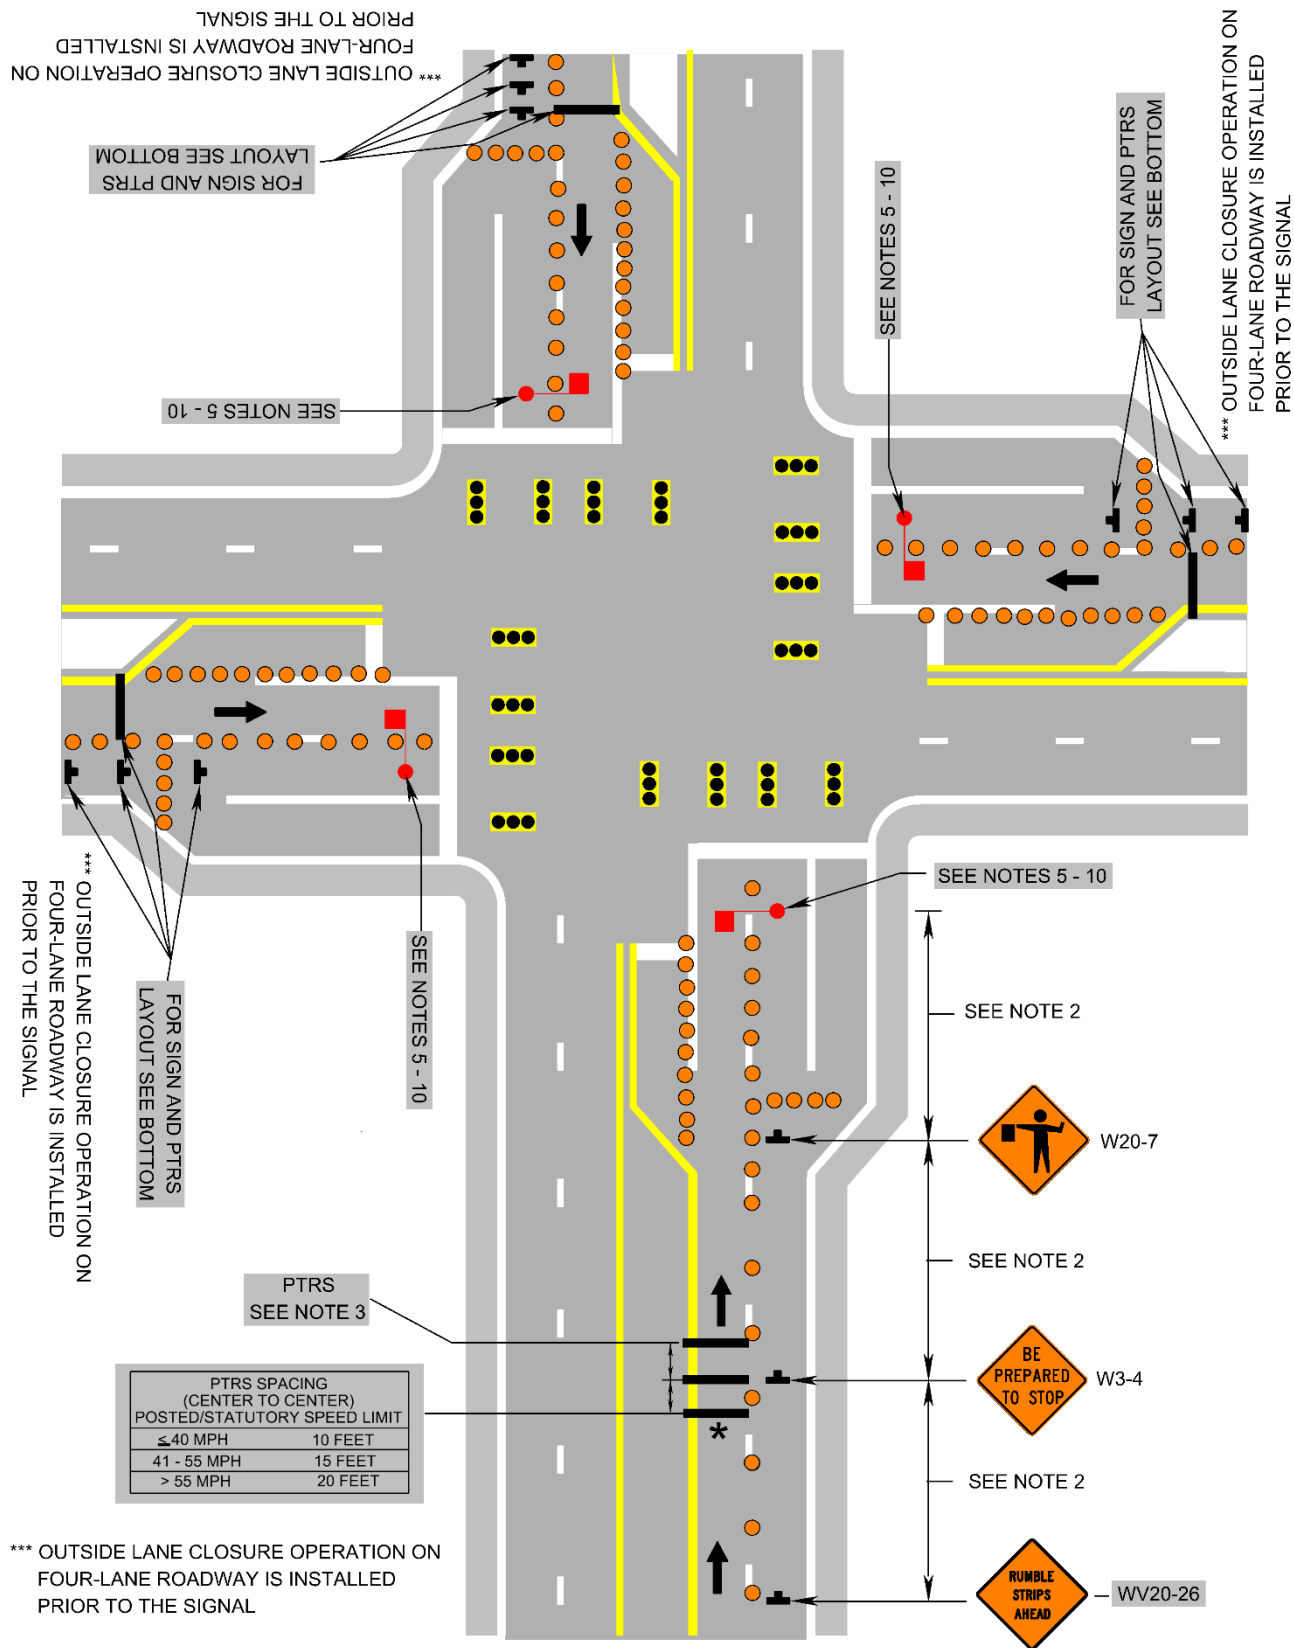 *** OUTSIDE LANE CLOSURE OPERATION ON
FOUR-LANE ROADWAY IS INSTALLED
PRIOR TO THE SIGNAL
FOR SIGN AND PTRS
LAYOUT SEE BOTTOM
SEE NOTES 5 - 10
SEE NOTES 5 - 10
FOR SIGN AND PTRS
LAYOUT SEE BOTTOM
*** OUTSIDE LANE CLOSURE OPERATION ON
FOUR-LANE ROADWAY IS INSTALLED
PRIOR TO THE SIGNAL
*** OUTSIDE LANE CLOSURE OPERATION ON
FOUR-LANE ROADWAY IS INSTALLED
PRIOR TO THE SIGNAL
FOR SIGN AND PTRS
LAYOUT SEE BOTTOM
SEE NOTES 5 - 10
SEE NOTES 5 - 10
SEE NOTE 2
W20-7
SEE NOTE 2
PTRS
SEE NOTE 3
BE
PREPARED
TO STOP
W3-4
PTRS SPACING
(CENTER TO CENTER)
POSTED/STATUTORY SPEED LIMIT
≤40 MPH 10 FEET
41 - 55 MPH 15 FEET
> 55 MPH 20 FEET
*
SEE NOTE 2
*** OUTSIDE LANE CLOSURE OPERATION ON
FOUR-LANE ROADWAY IS INSTALLED
PRIOR TO THE SIGNAL
RUMBLE
STRIPS
AHEAD
WV20-26